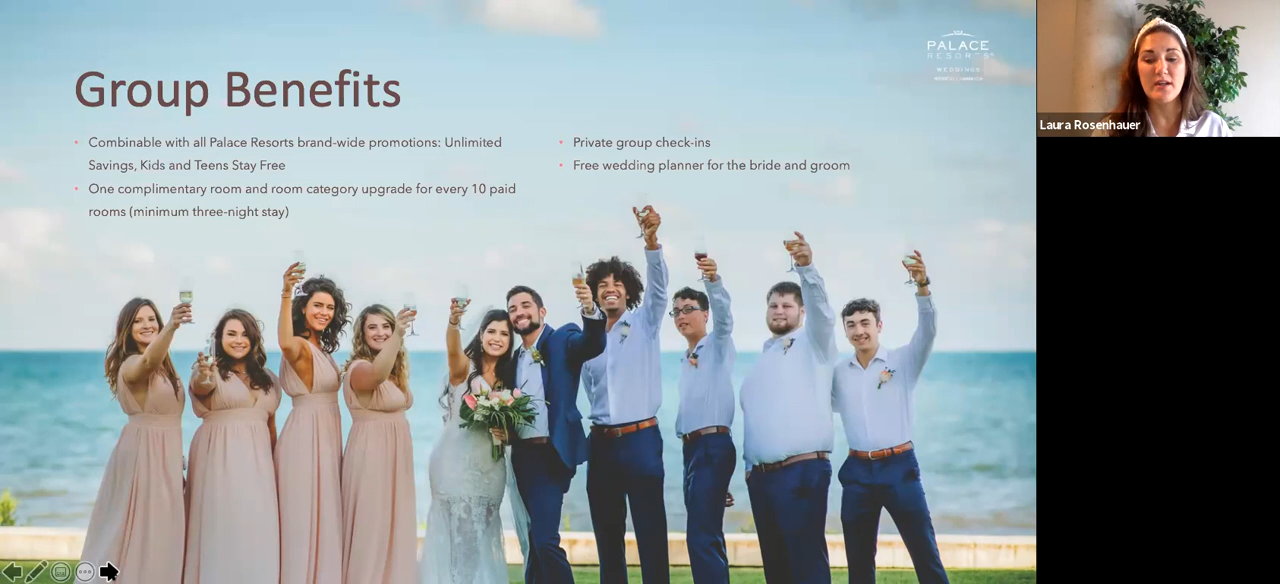 PALACE
RESORTS
WEDDINGS
Group Benefits
Combinable with all Palace Resorts brand-wide promotions: Unlimited
Savings, Kids and Teens Stay Free
One complimentary room and room category upgrade for every 10 paid
rooms (minimum three-night stay)
Private group check-ins
Free wedding planner for the bride and groom
Laura Rosenhauer